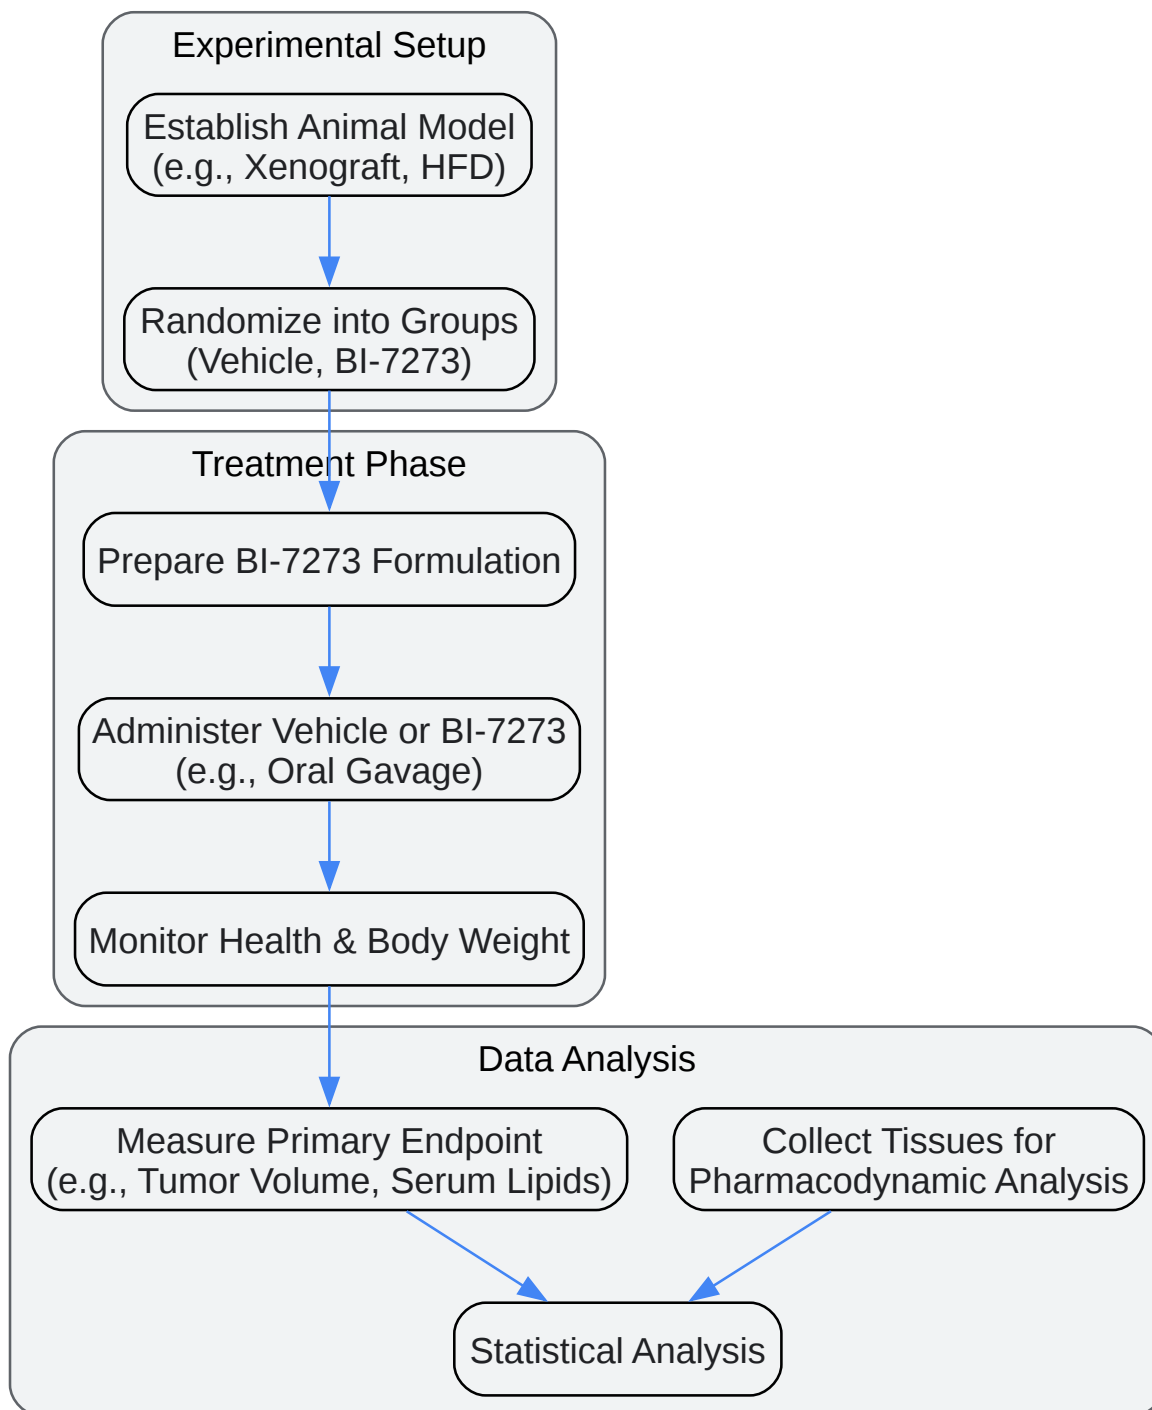 Experimental Setup
Establish Animal Model
(e.g., Xenograft, HFD)
Randomize into Groups
(Vehicle, BI-7273)
Treatment Phase
Prepare BI-7273 Formulation
Administer Vehicle or BI-7273
(e.g., Oral Gavage)
Monitor Health & Body Weight
Data Analysis
Measure Primary Endpoint
(e.g., Tumor Volume, Serum Lipids)
Collect Tissues for
Pharmacodynamic Analysis
Statistical Analysis